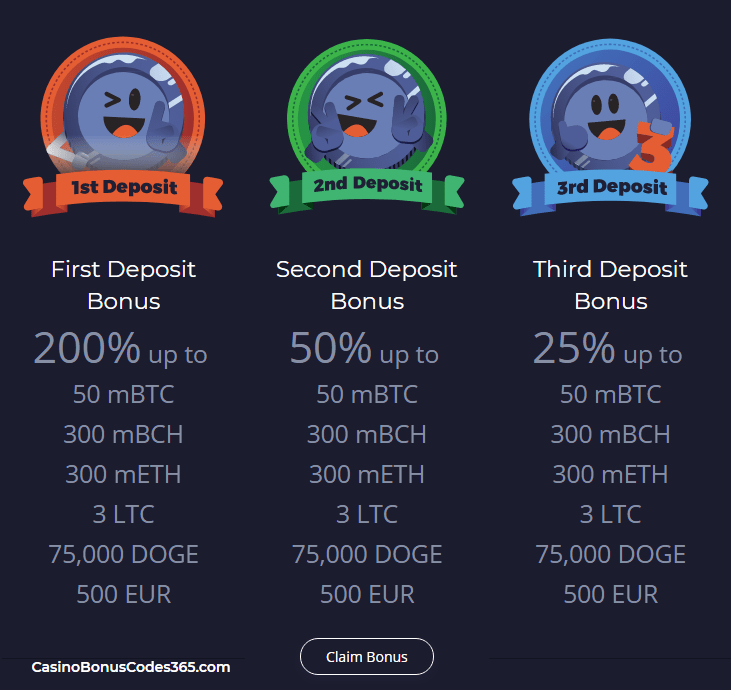 1st Deposit
2nd Deposit
3
3rd Deposit
First Deposit
Bonus
200% up to
50 mBTC
300 mBCH
300 mETH
3 LTC
75,000 DOGE
500 EUR
Second Deposit
Bonus
50% up to
50 mBTC
300 mBCH
300 mETH
3 LTC
75,000 DOGE
500 EUR
Third Deposit
Bonus
25% up to
50 mBTC
300 mBCH
300 mETH
3 LTC
75,000 DOGE
500 EUR
Claim Bonus
CasinoBonusCodes365.com